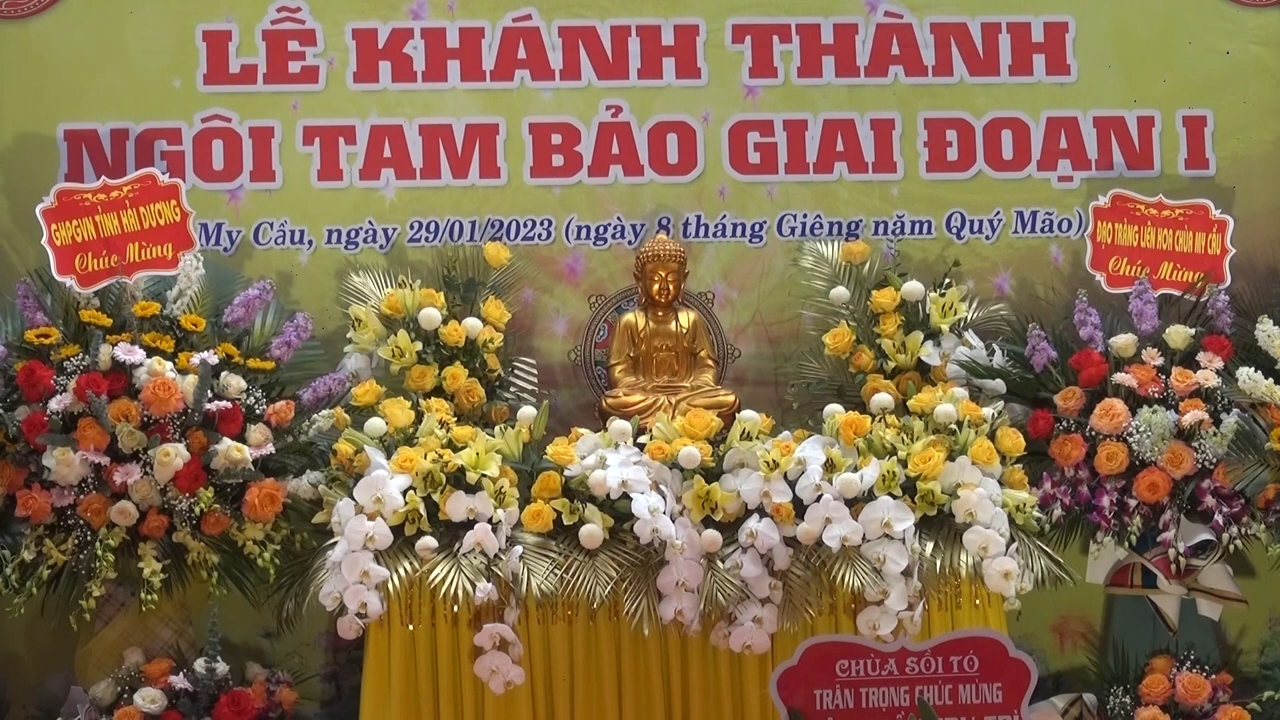 LỄ KHÁNH THÀNH
NGÔI TAM BẢO GIAI ĐOẠN I
My Cầu, ngày 29/01/2023 (ngày 8 tháng Giêng năm Quý Mão)
GHPGVN TỈNH HẢI DƯƠNG
Chúc Mừng
ĐẠO TRÀNG LIÊN HOA CHÙA MY CẦU
Chúc Mừng
CHÙA SỒI TÓ
TRÂN TRỌNG CHÚC MỪNG